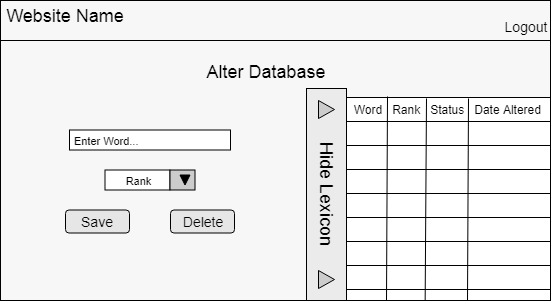 Website Name
Logout
Alter Database
Enter Word...
Rank
Save
Delete
Hide Lexicon
Word Rank Status Date Altered